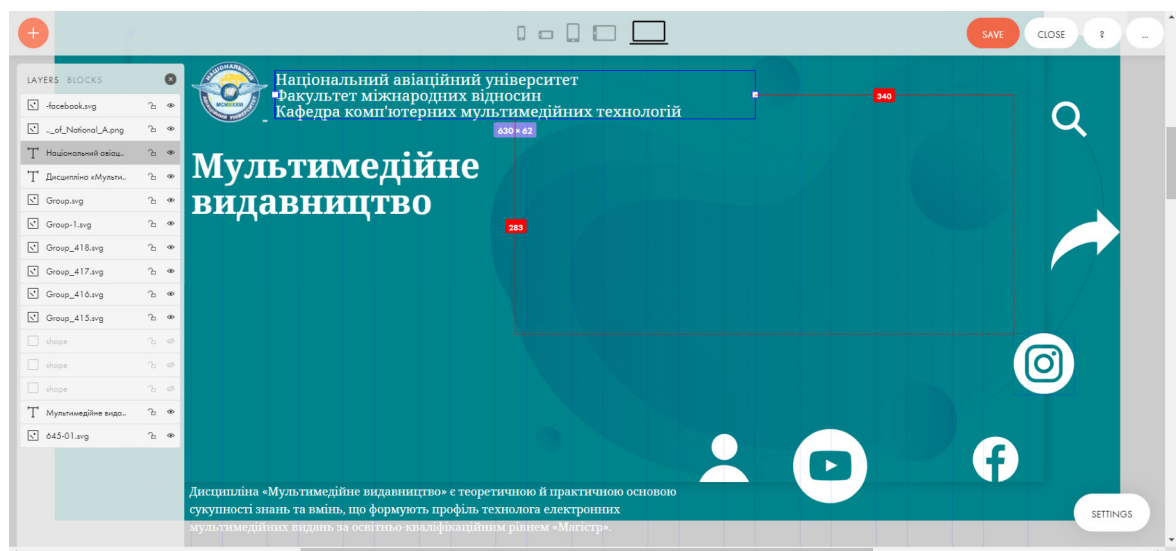 +
SAVE
CLOSE
?
...
LAYERS BLOCKS
-facebook.svg
.._of_National_A.png
Національний авіац..
Дисципліна «Мульти..
Group.svg
Group-1.svg
Group_418.svg
Group_417.svg
Group_416.svg
Group_415.svg
shape
shape
shape
Мультимедійне вида..
645-01.svg
Національний авіаційний університет
Факультет міжнародних відносин
Кафедра комп'ютерних мультимедійних технологій
340
630 × 62
283
Мультимедійне
видавництво
Дисципліна «Мультимедійне видавництво» є теоретичною й практичною основою
сукупності знань та вмінь, що формують профіль технолога електронних
мультимедійних видань за освітньо-кваліфікаційним рівнем «Магістр».
SETTINGS